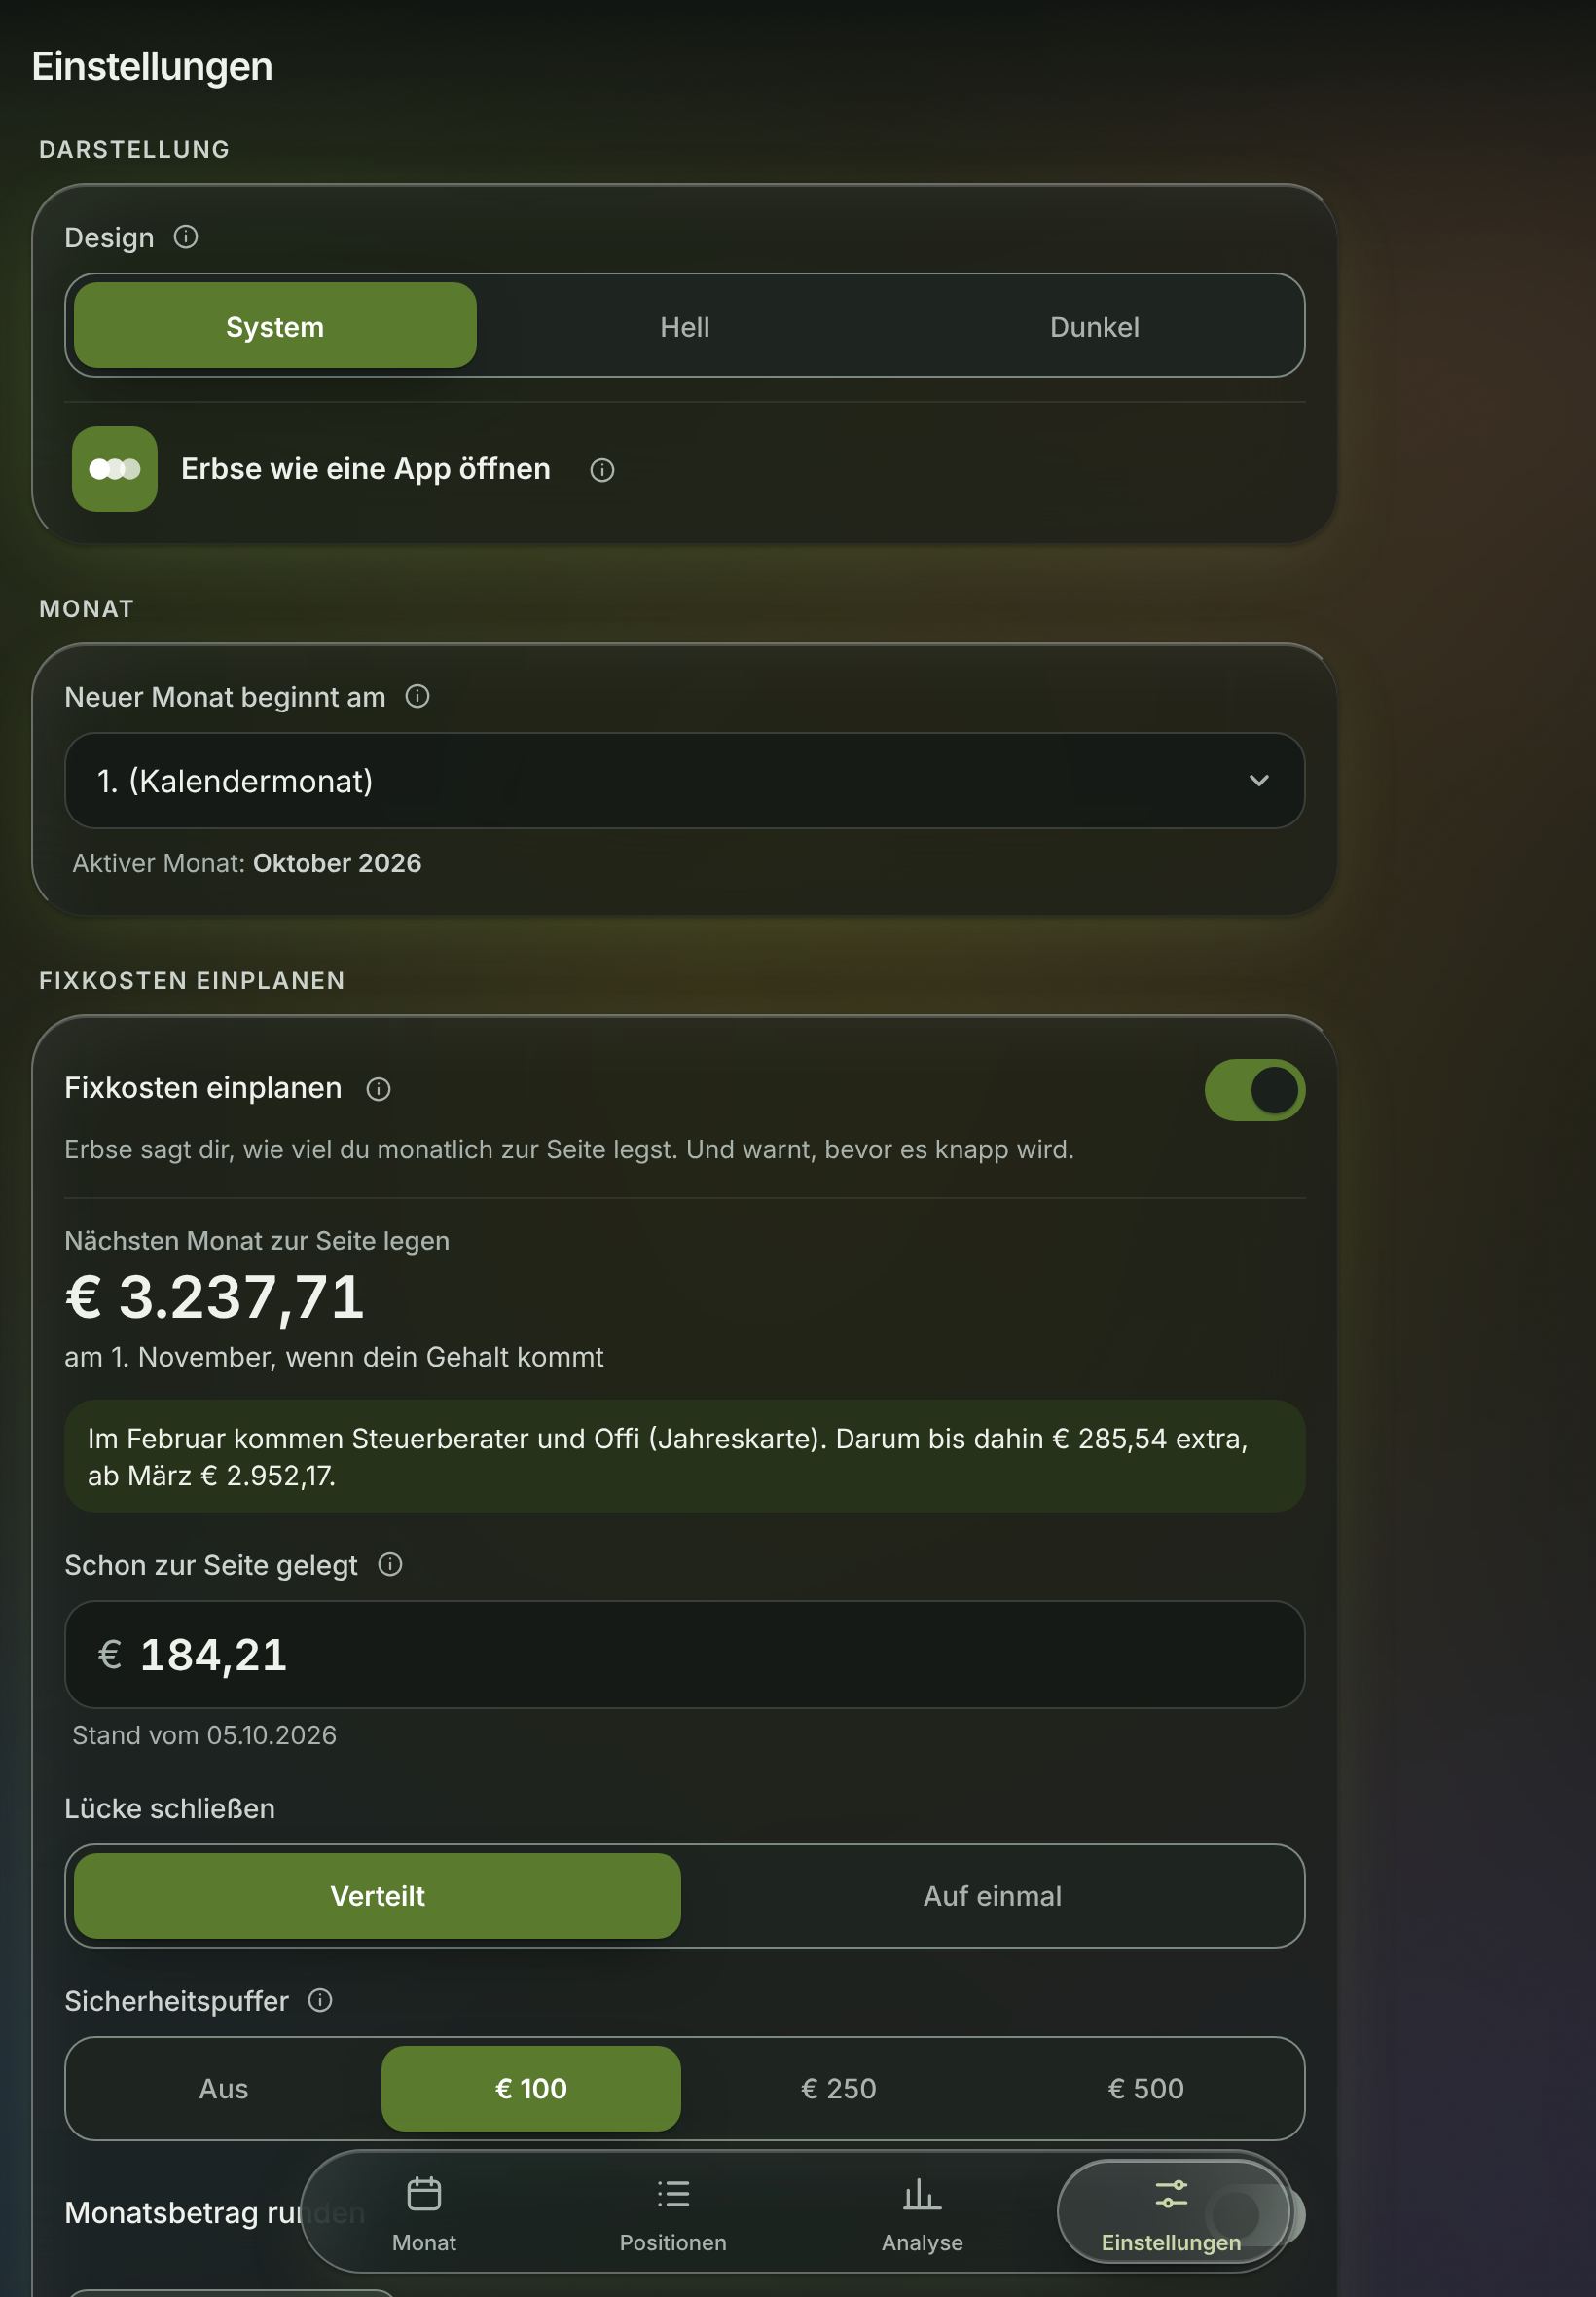 Einstellungen
DARSTELLUNG
Design
System
Hell
Dunkel
Erbse wie eine App öffnen
MONAT
Neuer Monat beginnt am
1. (Kalendermonat)
Aktiver Monat: Oktober 2026
FIXKOSTEN EINPLANEN
Fixkosten einplanen
Erbse sagt dir, wie viel du monatlich zur Seite legst. Und warnt, bevor es knapp wird.
Nächsten Monat zur Seite legen
€ 3.237,71
am 1. November, wenn dein Gehalt kommt
Im Februar kommen Steuerberater und Offi (Jahreskarte). Darum bis dahin € 285,54 extra,
ab März € 2.952,17.
Schon zur Seite gelegt
€ 184,21
Stand vom 05.10.2026
Lücke schließen
Verteilt
Auf einmal
Sicherheitspuffer
Aus
€ 100
€ 250
€ 500
Monatsbetrag runden
Monat
Positionen
Analyse
Einstellungen